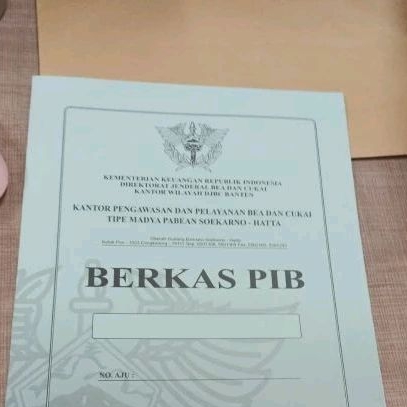 KEMENTERIAN KEUANGAN REPUBLIK INDONESIA
DIREKTORAT JENDERAL BEA DAN CUKAI
KANTOR WILAYAH DJBC BANTEN
KANTOR PENGAWASAN DAN PELAYANAN BEA DAN CUKAI
TIPE MADYA PABEAN SOEKARNO - HATTA
BERKAS PIB
NO. AJU :